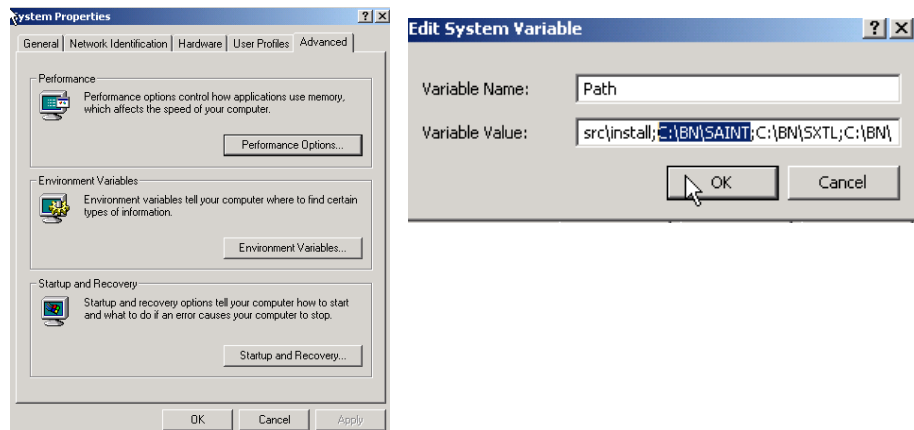 System Properties
General Network Identification Hardware User Profiles Advanced
Performance
Performance options control how applications use memory,
which affects the speed of your computer.
Performance Options...
Environment Variables
Environment variables tell your computer where to find certain
types of information.
Environment Variables...
Startup and Recovery
Startup and recovery options tell your computer how to start
and what to do if an error causes your computer to stop.
Startup and Recovery...
OK Cancel Apply
Edit System Variable
Variable Name: Path
Variable Value: src\install;C:\BN\SAINT;C:\BN\SXTL;C:\BN\
OK Cancel